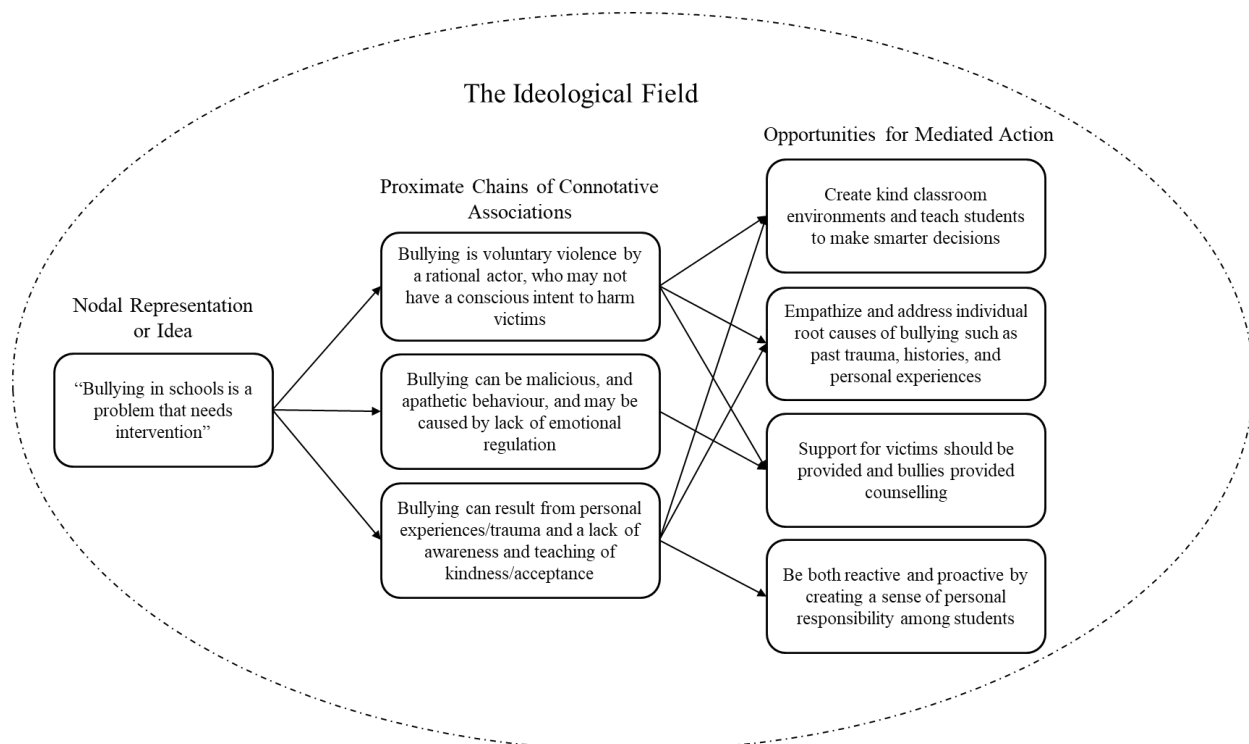 The Ideological Field
Nodal Representation
or Idea
“Bullying in schools is a
problem that needs
intervention”
Proximate Chains of Connotative
Associations
Bullying is voluntary violence by
a rational actor, who may not
have a conscious intent to harm
victims
Bullying can be malicious, and
apathetic behaviour, and may be
caused by lack of emotional
regulation
Bullying can result from personal
experiences/trauma and a lack of
awareness and teaching of
kindness/acceptance
Opportunities for Mediated Action
Create kind classroom
environments and teach students
to make smarter decisions
Empathize and address individual
root causes of bullying such as
past trauma, histories, and
personal experiences
Support for victims should be
provided and bullies provided
counselling
Be both reactive and proactive by
creating a sense of personal
responsibility among students